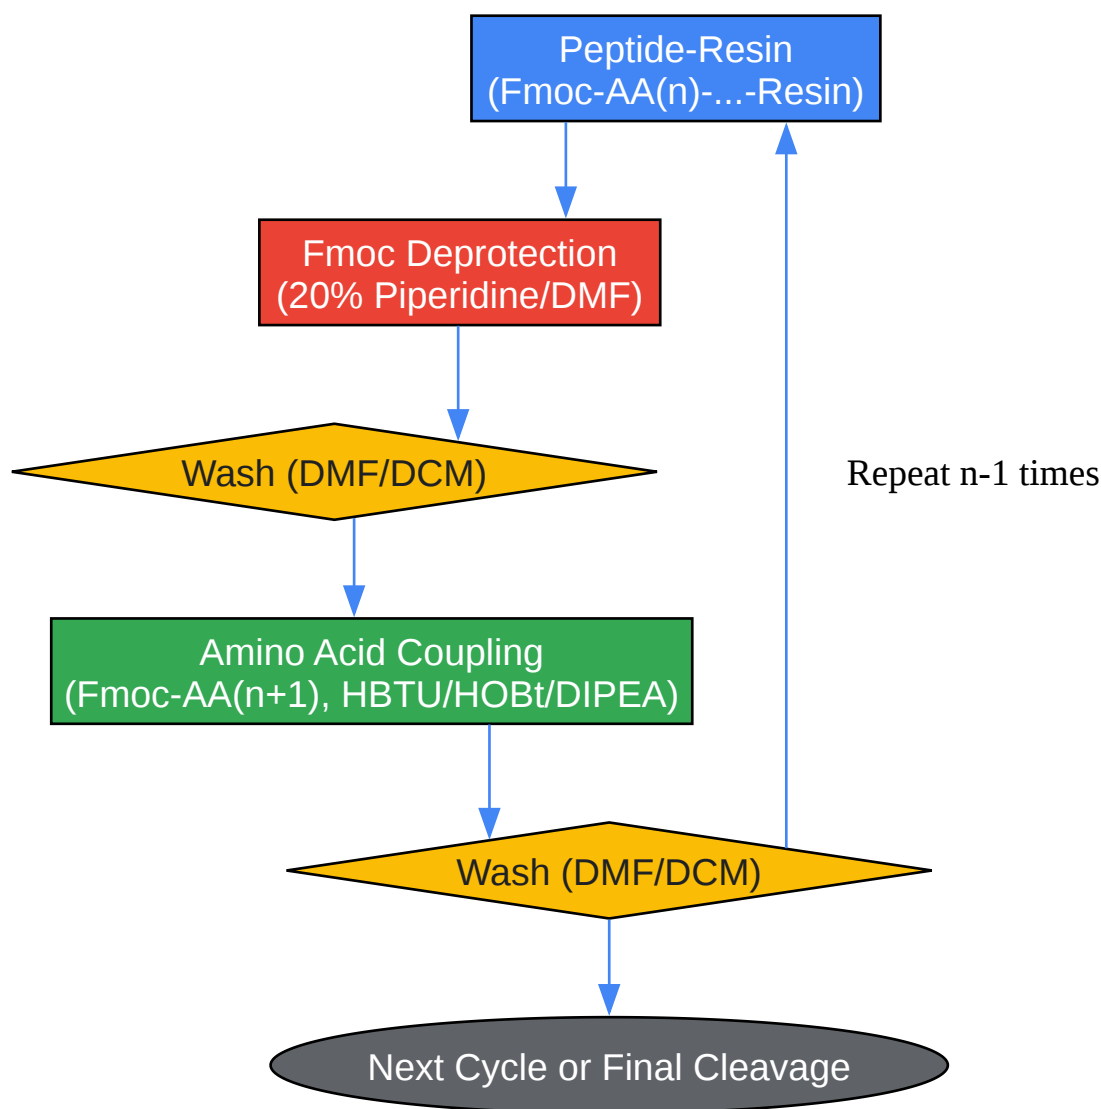 Peptide-Resin
(Fmoc-AA(n)-...-Resin)
Fmoc Deprotection
(20% Piperidine/DMF)
Wash (DMF/DCM)
Repeat n-1 times
Amino Acid Coupling
(Fmoc-AA(n+1), HBTU/HOBt/DIPEA)
Wash (DMF/DCM)
Next Cycle or Final Cleavage